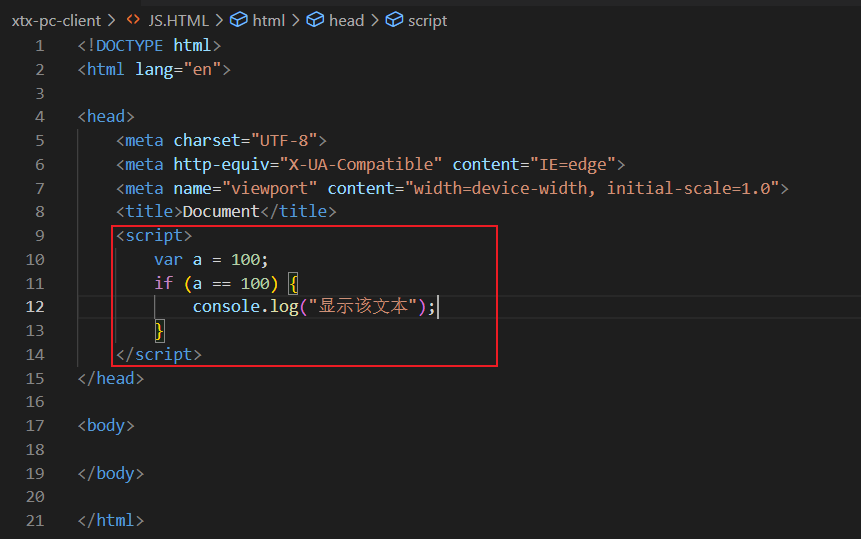 xtx-pc-client > <> JS.HTML > html > head > script
1 <!DOCTYPE html>
2 <html lang="en">
3
4 <head>
5     <meta charset="UTF-8">
6     <meta http-equiv="X-UA-Compatible" content="IE=edge">
7     <meta name="viewport" content="width=device-width, initial-scale=1.0">
8     <title>Document</title>
9     <script>
10         var a = 100;
11         if (a == 100) {
12             console.log("显示该文本");
13         }
14     </script>
15 </head>
16
17 <body>
18
19 </body>
20
21 </html>